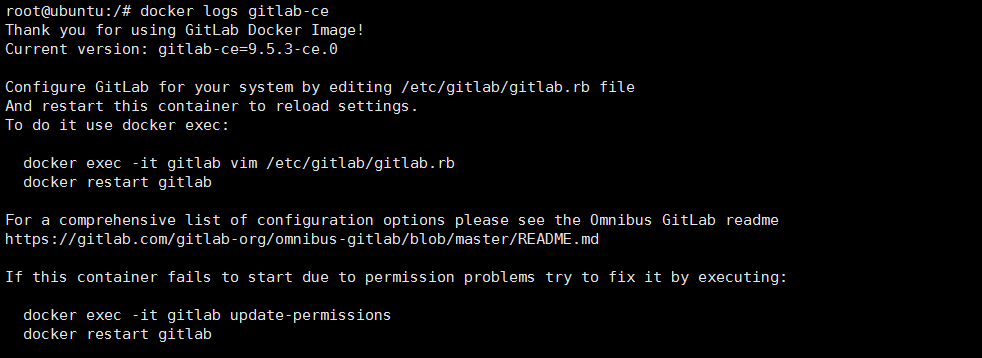 root@ubuntu:/# docker logs gitlab-ce
Thank you for using GitLab Docker Image!
Current version: gitlab-ce=9.5.3-ce.0
Configure GitLab for your system by editing /etc/gitlab/gitlab.rb file
And restart this container to reload settings.
To do it use docker exec:
docker exec -it gitlab vim /etc/gitlab/gitlab.rb
docker restart gitlab
For a comprehensive list of configuration options please see the Omnibus GitLab readme
https://gitlab.com/gitlab-org/omnibus-gitlab/blob/master/README.md
If this container fails to start due to permission problems try to fix it by executing:
docker exec -it gitlab update-permissions
docker restart gitlab